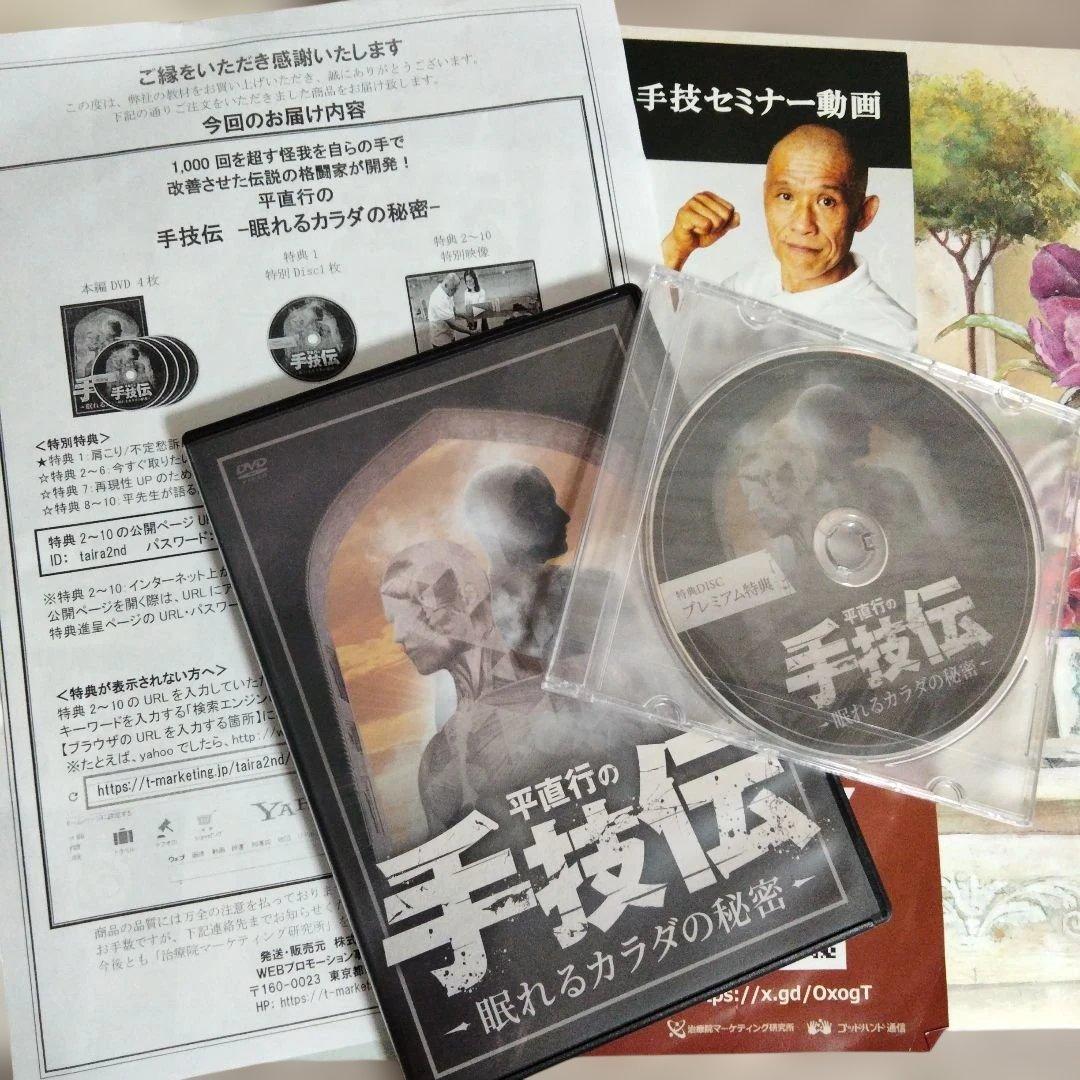 ご縁をいただき感謝いたします
この度は、弊社の教材をお買い上げいただき、誠にありがとうございます。
下記の通りご注文をいただきました商品をお届け致します。
今回のお届け内容
1,000 回を超す怪我を自らの手で
改善させた伝説の格闘家が開発！
平直行の
手技伝 −眠れるカラダの秘密−
本編 DVD 4 枚
特典 1
特別 Disc1 枚
特典 2～10
特別映像
手技伝
手技伝
＜特別特典＞
★特典 1：肩こり/不定愁訴
☆特典 2～6：今すぐ取りたい
☆特典 7：再現性 UP のため
☆特典 8～10：平先生が語る
特典 2～10 の公開ページ U
ID： taira2nd パスワード：
※特典 2～10：インターネット上
公開ページを開く際は、URL にア
特典進呈ページの URL・パスワー
＜特典が表示されない方へ＞
特典 2～10 の URL を入力していた
キーワードを入力する「検索エンジン
【ブラウザの URL を入力する箇所】に
※たとえば、yahoo でしたら、http://w
https://t-marketing.jp/taira2nd/
YAH
商品の品質には万全の注意を払っており
お手数ですが、下記連絡先までお知らせ
今後とも「治療院マーケティング研究所」を
発送・販売元 株式
WEBプロモーション
〒160-0023 東京都
HP: https://t-marke
手技セミナー動画
DVD
平直行の
手技伝
-眠れるカラダの秘密-
特典DISC
プレミアム特典
平直行の
手技伝
-眠れるカラダの秘密-
ps://x.gd/OxogT
治療院マーケティング研究所
ゴッドハンド通信